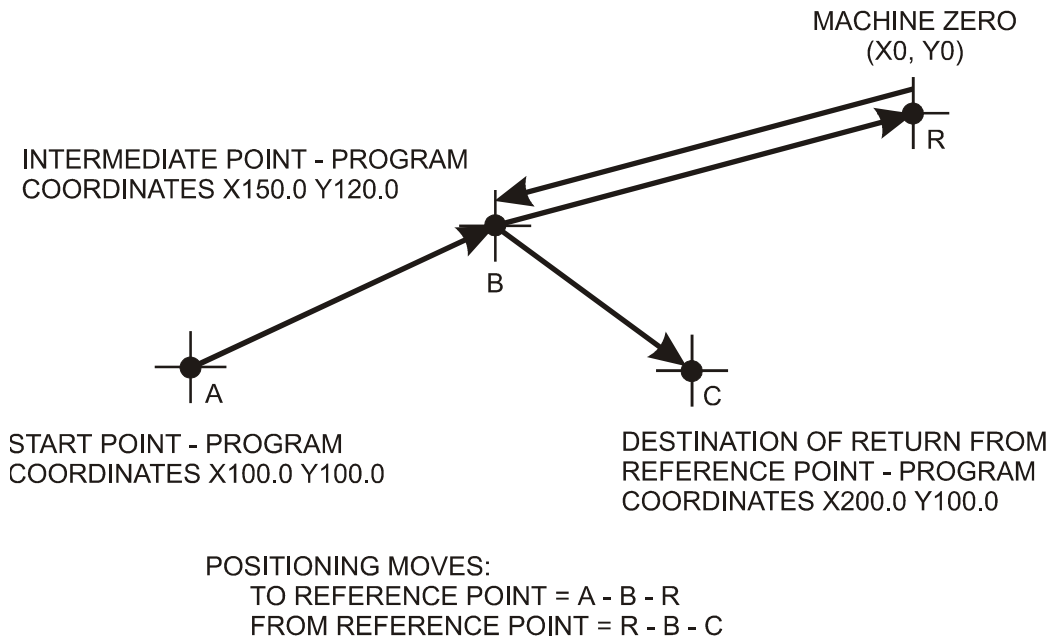 MACHINE ZERO
(X0, Y0)
R
INTERMEDIATE POINT - PROGRAM
COORDINATES X150.0 Y120.0
B
A
C
START POINT - PROGRAM
COORDINATES X100.0 Y100.0
DESTINATION OF RETURN FROM
REFERENCE POINT - PROGRAM
COORDINATES X200.0 Y100.0
POSITIONING MOVES:
TO REFERENCE POINT = A - B - R
FROM REFERENCE POINT = R - B - C